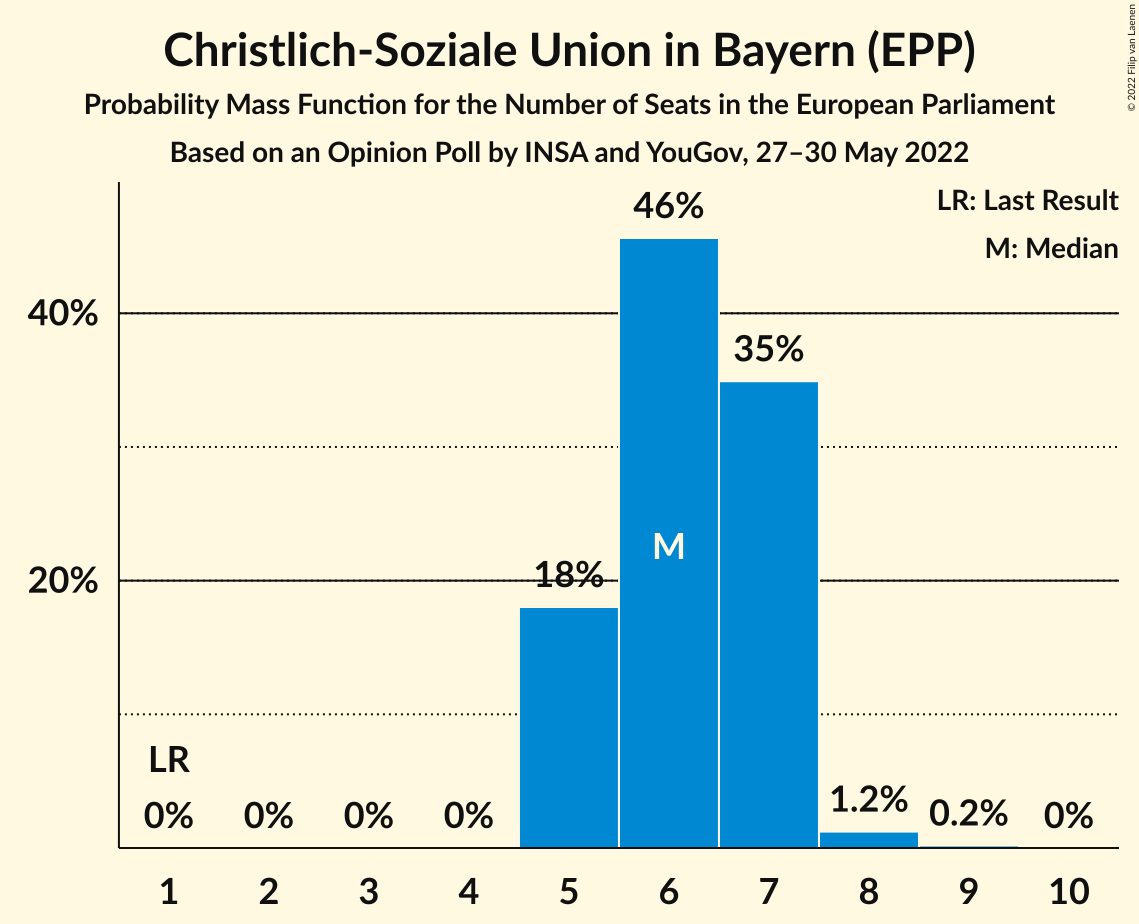 Christlich-Soziale Union in Bayern (EPP)
Probability Mass Function for the Number of Seats in the European Parliament
Based on an Opinion Poll by INSA and YouGov, 27–30 May 2022
© 2022 Filip van Laenen
LR: Last Result
M: Median
46%
40%
35%
M
18%
20%
LR
0%
0%
0%
0%
1.2%
0.2%
0%
1 2 3 4 5 6 7 8 9 10